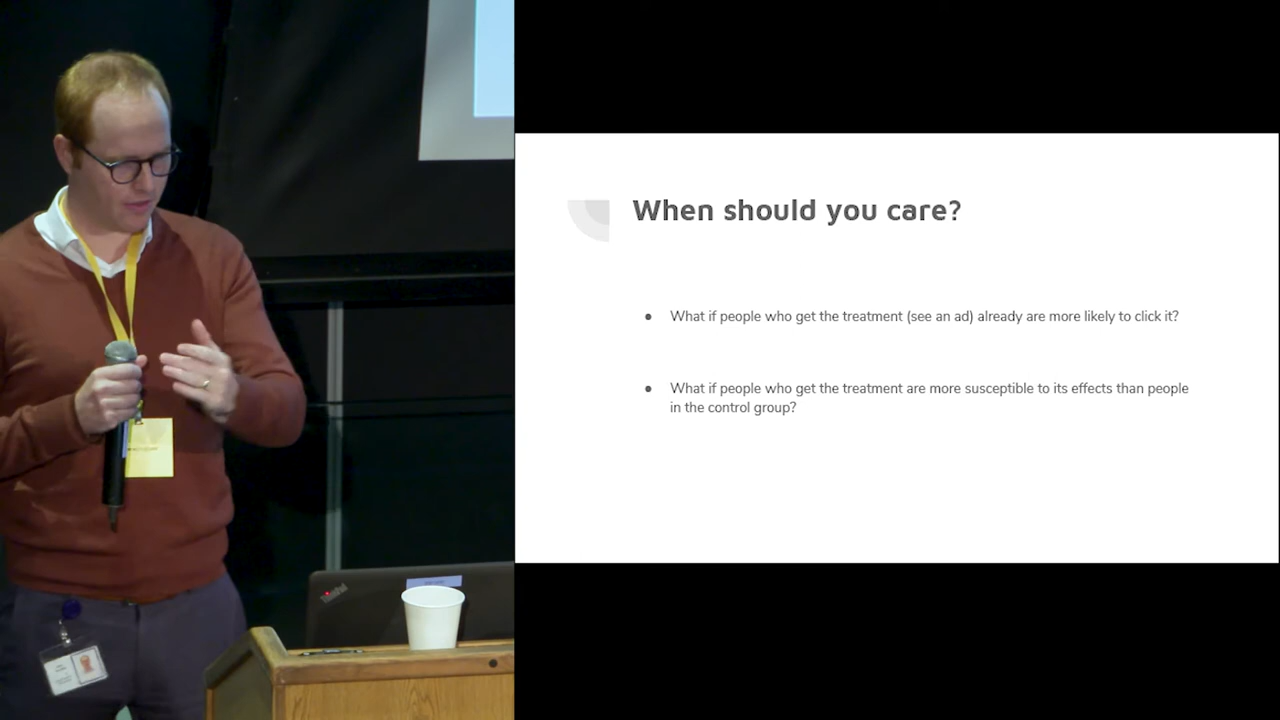 When should you care?
● What if people who get the treatment (see an ad) already are more likely to click it?
● What if people who get the treatment are more susceptible to its effects than people
in the control group?
ThinkPad